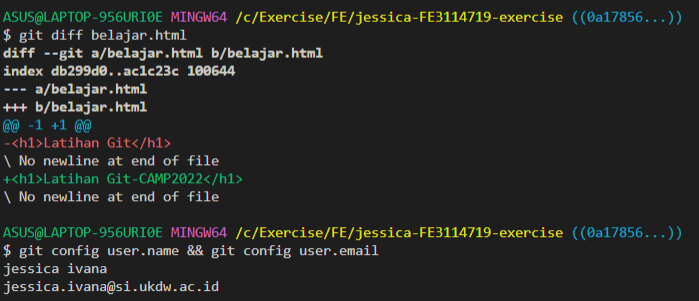 ASUS@LAPTOP-956URI0E MINGW64 /c/Exercise/FE/jessica-FE3114719-exercise ((0a17856...))
$ git diff belajar.html
diff --git a/belajar.html b/belajar.html
index db299d0..ac1c23c 100644
--- a/belajar.html
+++ b/belajar.html
@@ -1 +1 @@
-<h1>Latihan Git</h1>
\ No newline at end of file
+<h1>Latihan Git-CAMP2022</h1>
\ No newline at end of file
ASUS@LAPTOP-956URI0E MINGW64 /c/Exercise/FE/jessica-FE3114719-exercise ((0a17856...))
$ git config user.name && git config user.email
jessica ivana
jessica.ivana@si.ukdw.ac.id